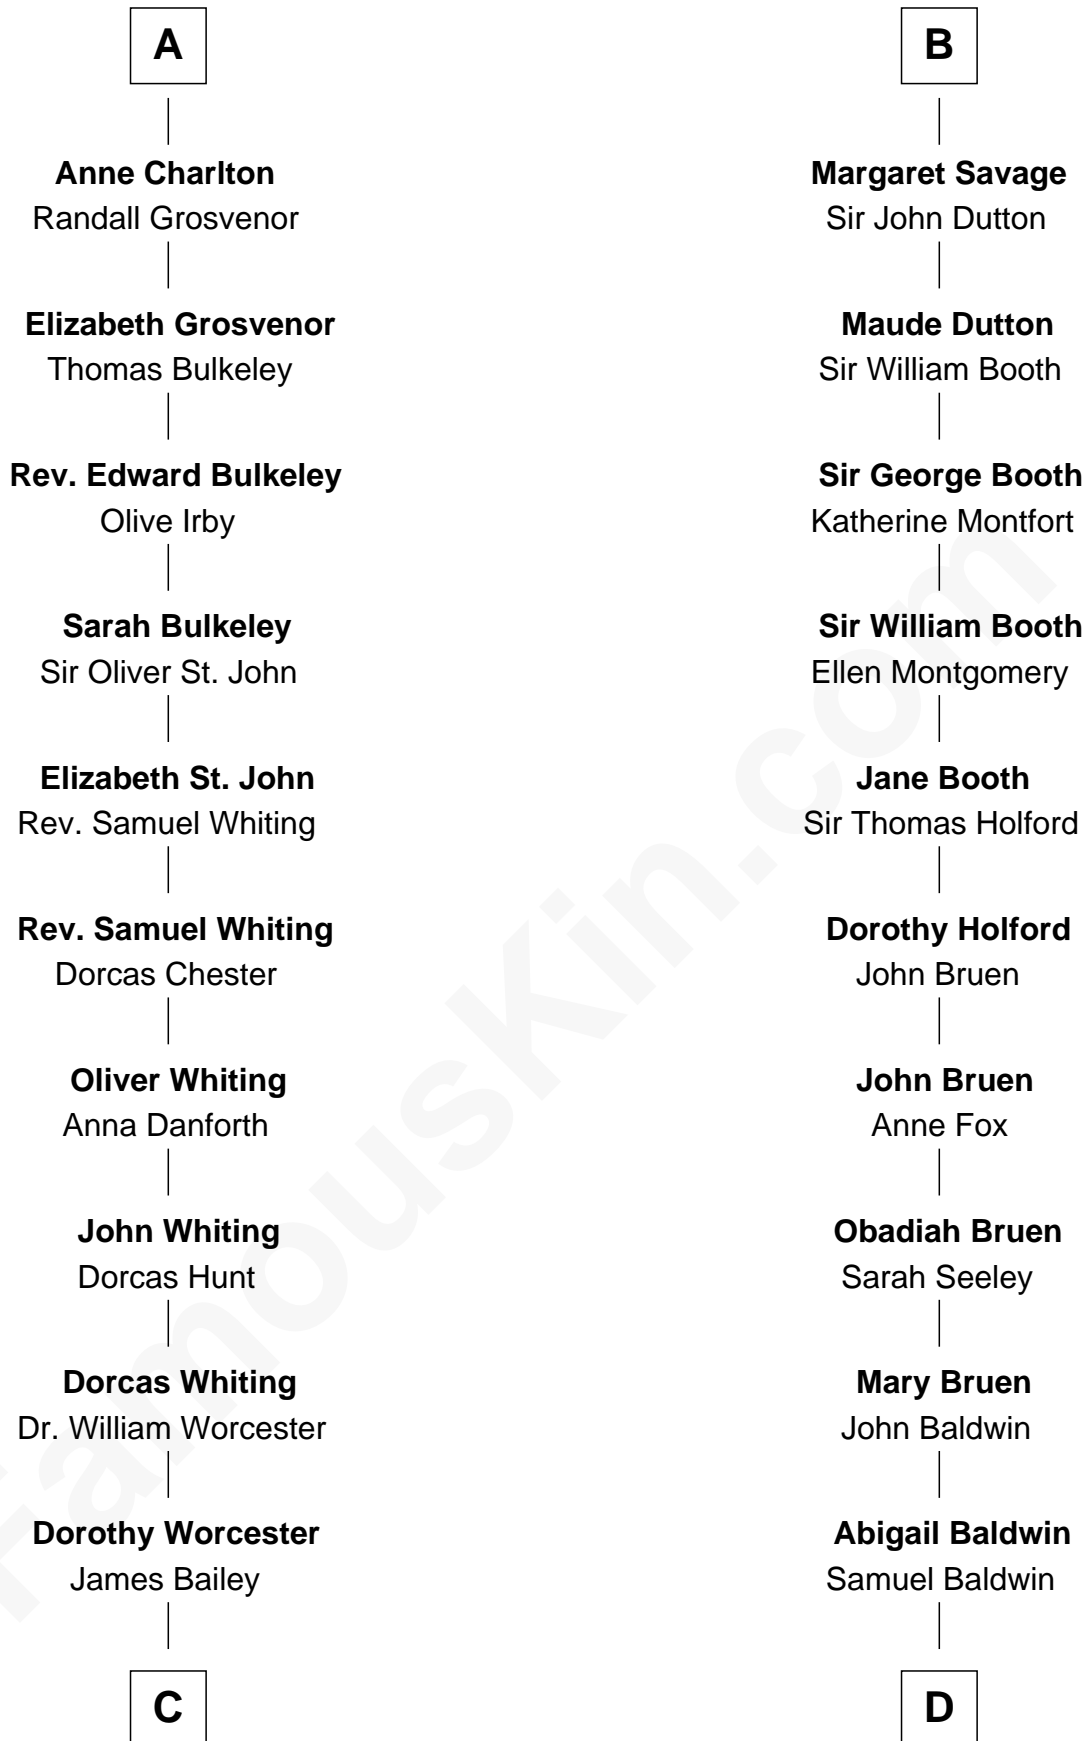 A
Anne Charlton
Randall Grosvenor
Elizabeth Grosvenor
Thomas Bulkeley
Rev. Edward Bulkeley
Olive Irby
Sarah Bulkeley
Sir Oliver St. John
Elizabeth St. John
Rev. Samuel Whiting
Rev. Samuel Whiting
Dorcas Chester
Oliver Whiting
Anna Danforth
John Whiting
Dorcas Hunt
Dorcas Whiting
Dr. William Worcester
Dorothy Worcester
James Bailey
C
B
Margaret Savage
Sir John Dutton
Maude Dutton
Sir William Booth
Sir George Booth
Katherine Montfort
Sir William Booth
Ellen Montgomery
Jane Booth
Sir Thomas Holford
Dorothy Holford
John Bruen
John Bruen
Anne Fox
Obadiah Bruen
Sarah Seeley
Mary Bruen
John Baldwin
Abigail Baldwin
Samuel Baldwin
D
FamousKin.com